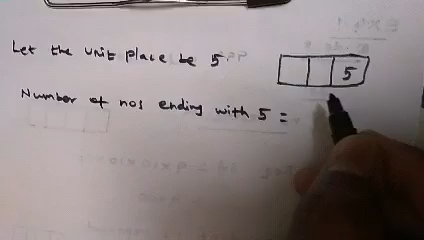 Let the unit place be 5.
5
Number of nos ending with 5 =